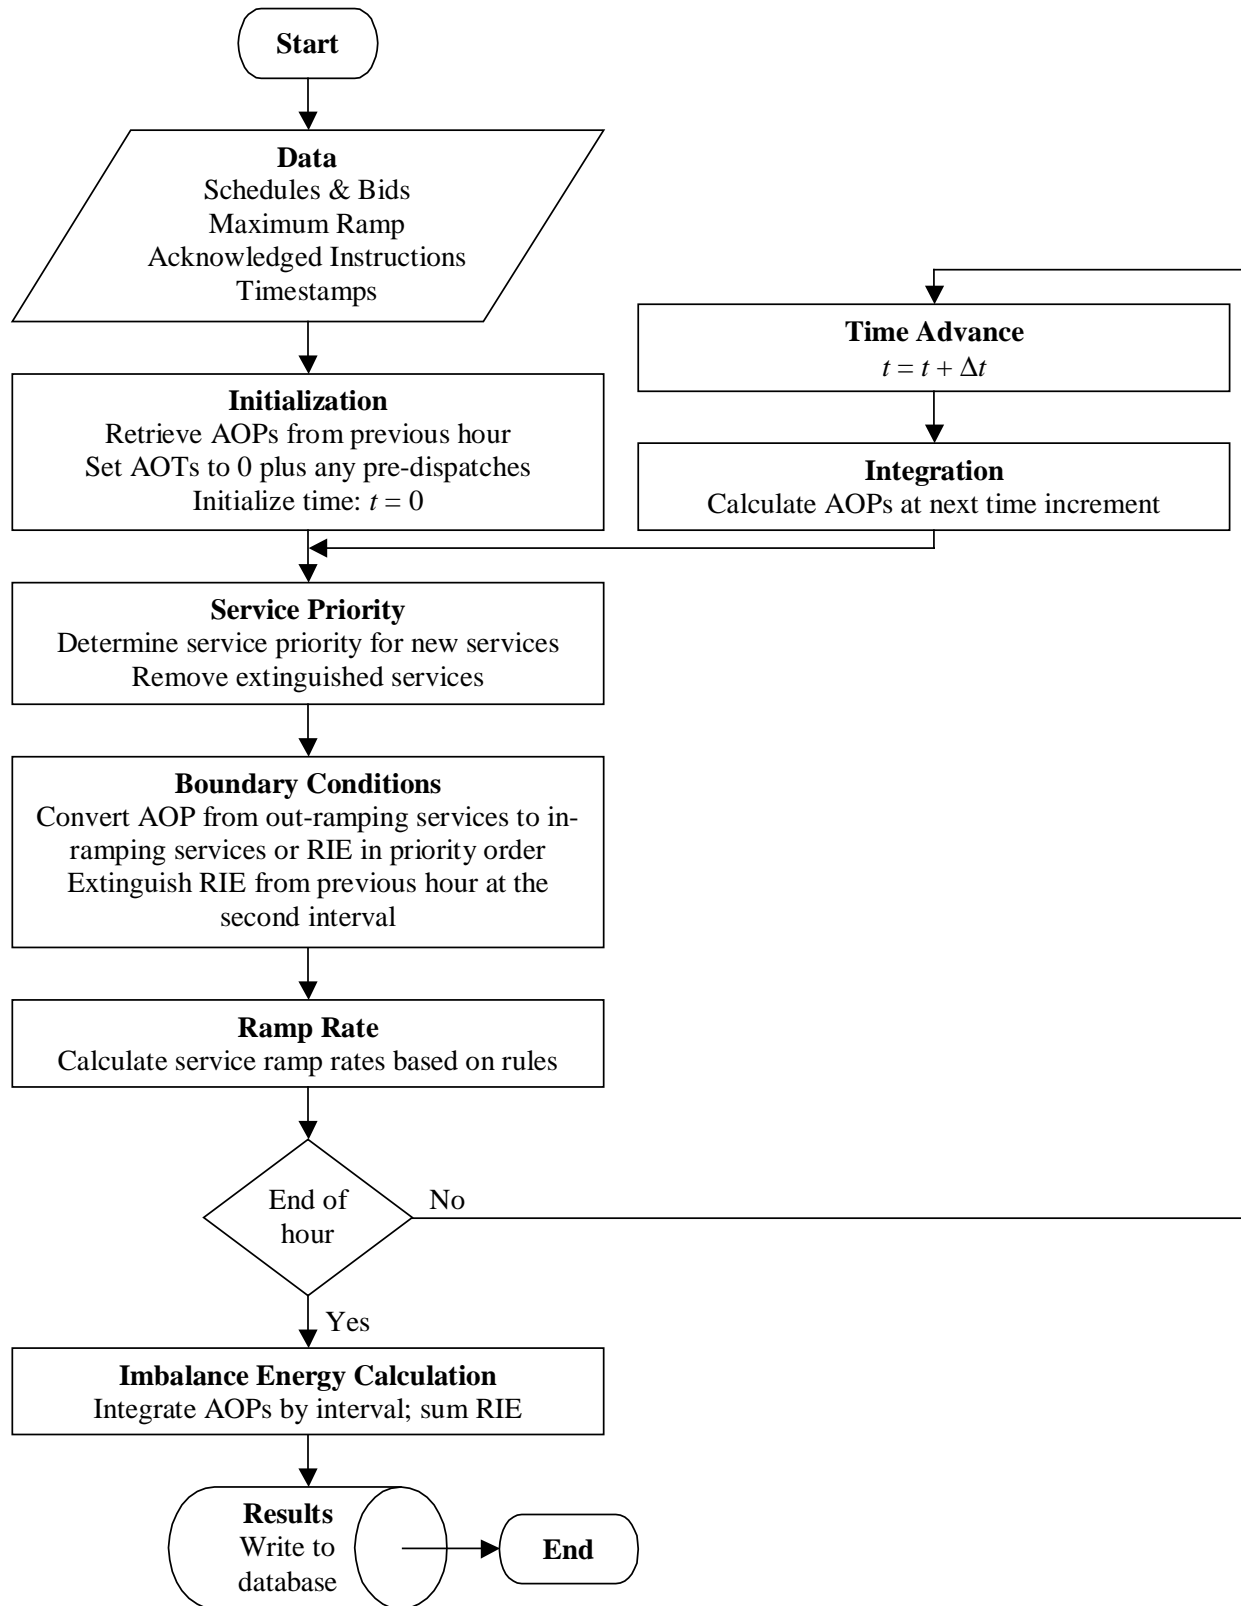 Start
Data
Schedules & Bids
Maximum Ramp
Acknowledged Instructions
Timestamps
Initialization
Retrieve AOPs from previous hour
Set AOTs to 0 plus any pre-dispatches
Initialize time: t = 0
Time Advance
t = t + Δt
Integration
Calculate AOPs at next time increment
Service Priority
Determine service priority for new services
Remove extinguished services
Boundary Conditions
Convert AOP from out-ramping services to in-
ramping services or RIE in priority order
Extinguish RIE from previous hour at the
second interval
Ramp Rate
Calculate service ramp rates based on rules
End of
hour
No
Yes
Imbalance Energy Calculation
Integrate AOPs by interval; sum RIE
Results
Write to
database
End